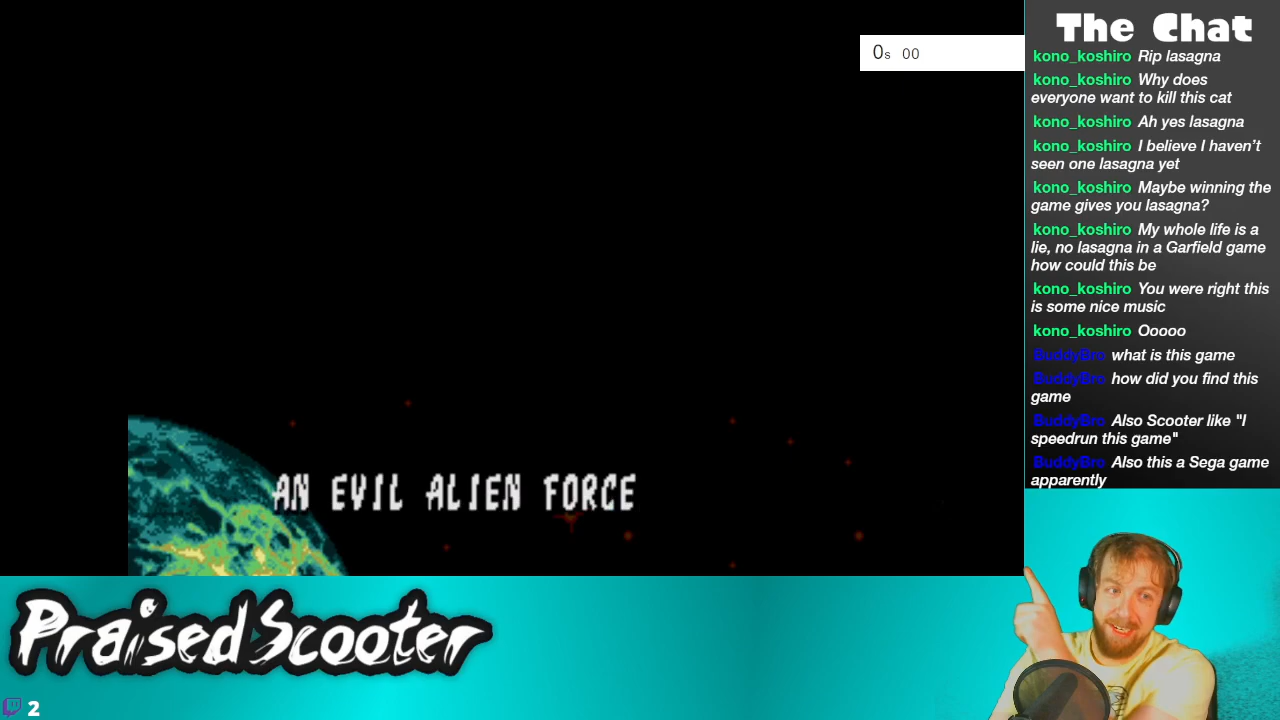 0s 00
AN EVIL ALIEN FORCE
The Chat
kono_koshiro Rip lasagna
kono_koshiro Why does
everyone want to kill this cat
kono_koshiro Ah yes lasagna
kono_koshiro I believe I haven't
seen one lasagna yet
kono_koshiro Maybe winning the
game gives you lasagna?
kono_koshiro My whole life is a
lie, no lasagna in a Garfield game
how could this be
kono_koshiro You were right this
is some nice music
kono_koshiro Ooooo
BuddyBro what is this game
BuddyBro how did you find this
game
BuddyBro Also Scooter like "I
speedrun this game"
BuddyBro Also this a Sega game
apparently
PraisedScooter
2